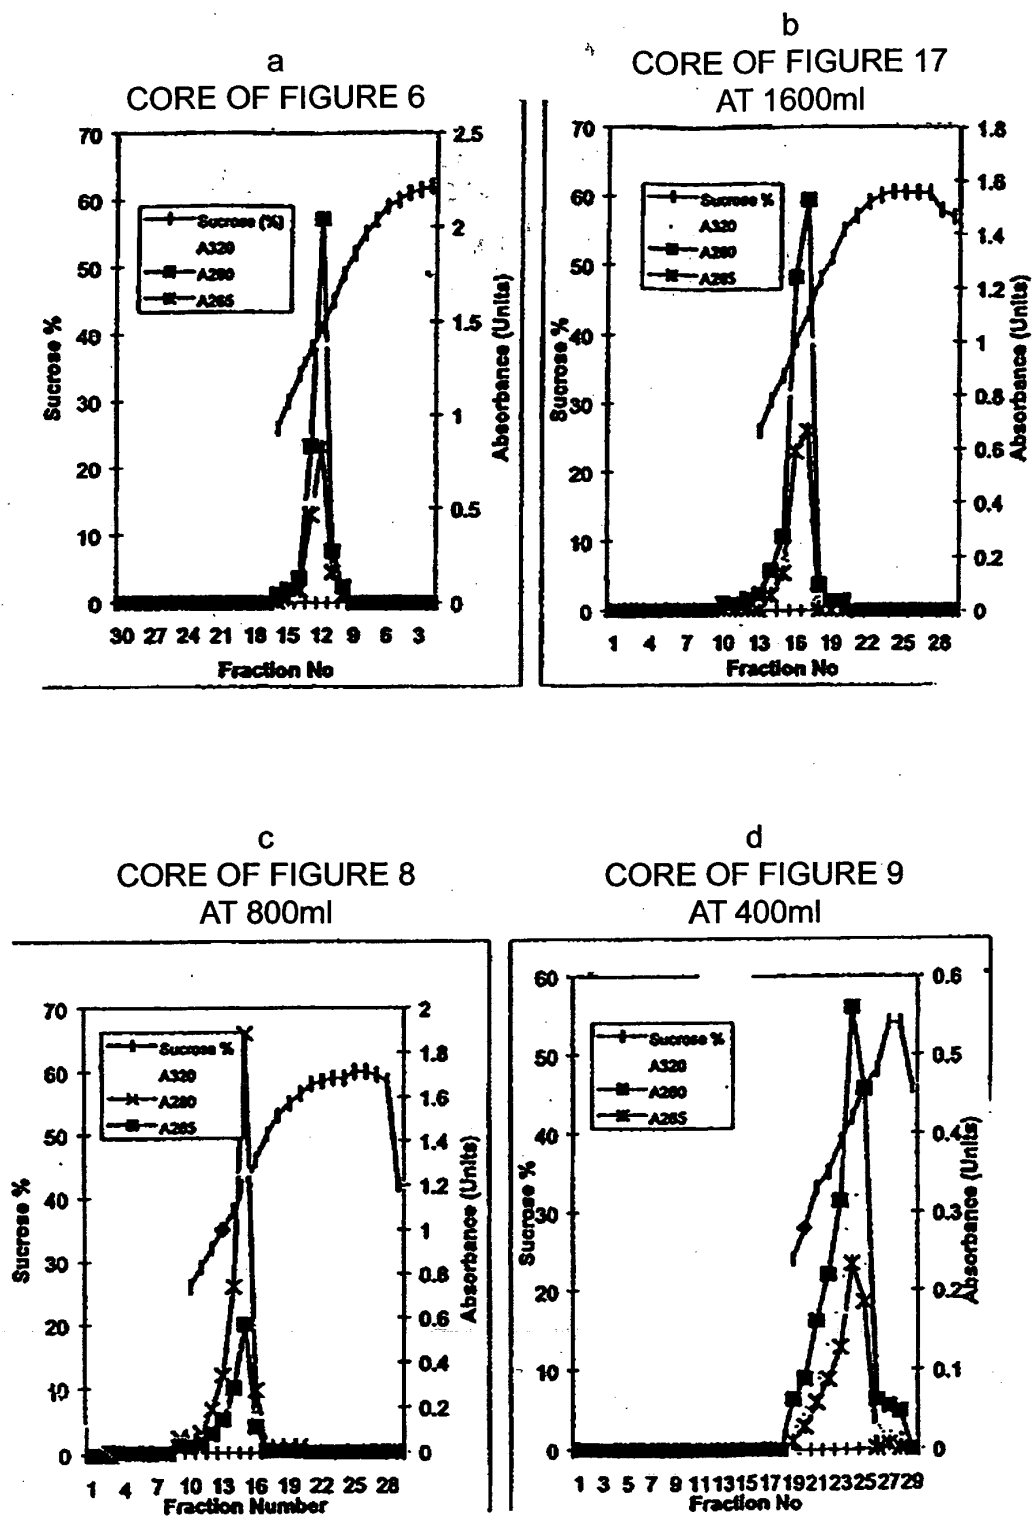 a
CORE OF FIGURE 6
70
60
50
40
30
20
10
0
2.5
2
1.5
1
0.5
0
Sucrose (%)
A320
A280
A265
Sucrose %
Absorbance (Units)
30 27 24 21 18 15 12 9 6 3
Fraction No
b
CORE OF FIGURE 17
AT 1600ml
70
60
50
40
30
20
10
0
1.8
1.6
1.4
1.2
1
0.8
0.6
0.4
0.2
0
Sucrose %
A320
A260
A265
Sucrose %
Absorbance (Units)
1 4 7 10 13 16 19 22 25 28
Fraction No
c
CORE OF FIGURE 8
AT 800ml
70
60
50
40
30
20
10
0
2
1.8
1.6
1.4
1.2
1
0.8
0.6
0.4
0.2
0
Sucrose %
A320
A260
A265
Sucrose %
Absorbance (Units)
1 4 7 10 13 16 19 22 25 28
Fraction Number
d
CORE OF FIGURE 9
AT 400ml
60
50
40
30
20
10
0
0.6
0.5
0.4
0.3
0.2
0.1
0
Sucrose %
A320
A260
A265
Sucrose %
Absorbance (Units)
1 3 5 7 9 11 13 15 17 19 21 23 25 27 29
Fraction No